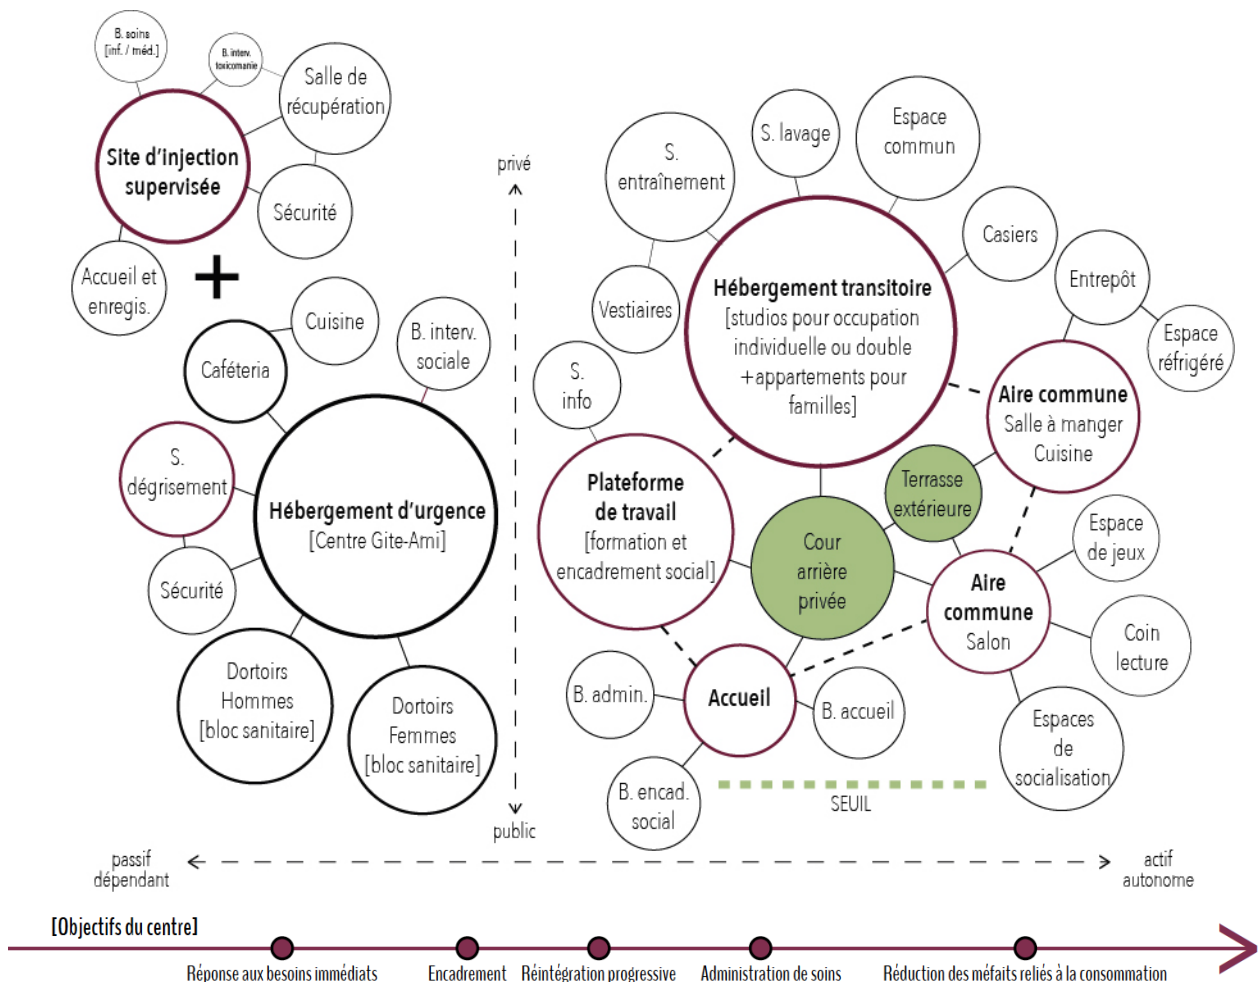 B. soins
[inf. / méd.]
B. interv.
toxicomanie
Salle de
récupération
Site d'injection
supervisée
Sécurité
Accueil et
enregis.
+
Cuisine
Caféteria
B. interv.
sociale
S.
dégrisement
Hébergement d'urgence
[Centre Gite-Ami]
Sécurité
Dortoirs
Hommes
[bloc sanitaire]
Dortoirs
Femmes
[bloc sanitaire]
privé
public
S.
entraînement
S. lavage
Espace
commun
Casiers
Vestiaires
Hébergement transitoire
[studios pour occupation
individuelle ou double
+appartements pour
familles]
Entrepôt
Espace
réfrigéré
S.
info
Aire commune
Salle à manger
Cuisine
Plateforme
de travail
[formation et
encadrement social]
Terrasse
extérieure
Cour
arrière
privée
Espace
de jeux
Aire
commune
Salon
Coin
lecture
B. admin.
Accueil
B. accueil
Espaces
de
socialisation
B. encad.
social
SEUIL
passif
dépendant
actif
autonome
[Objectifs du centre]
Réponse aux besoins immédiats
Encadrement
Réintégration progressive
Administration de soins
Réduction des méfaits reliés à la consommation